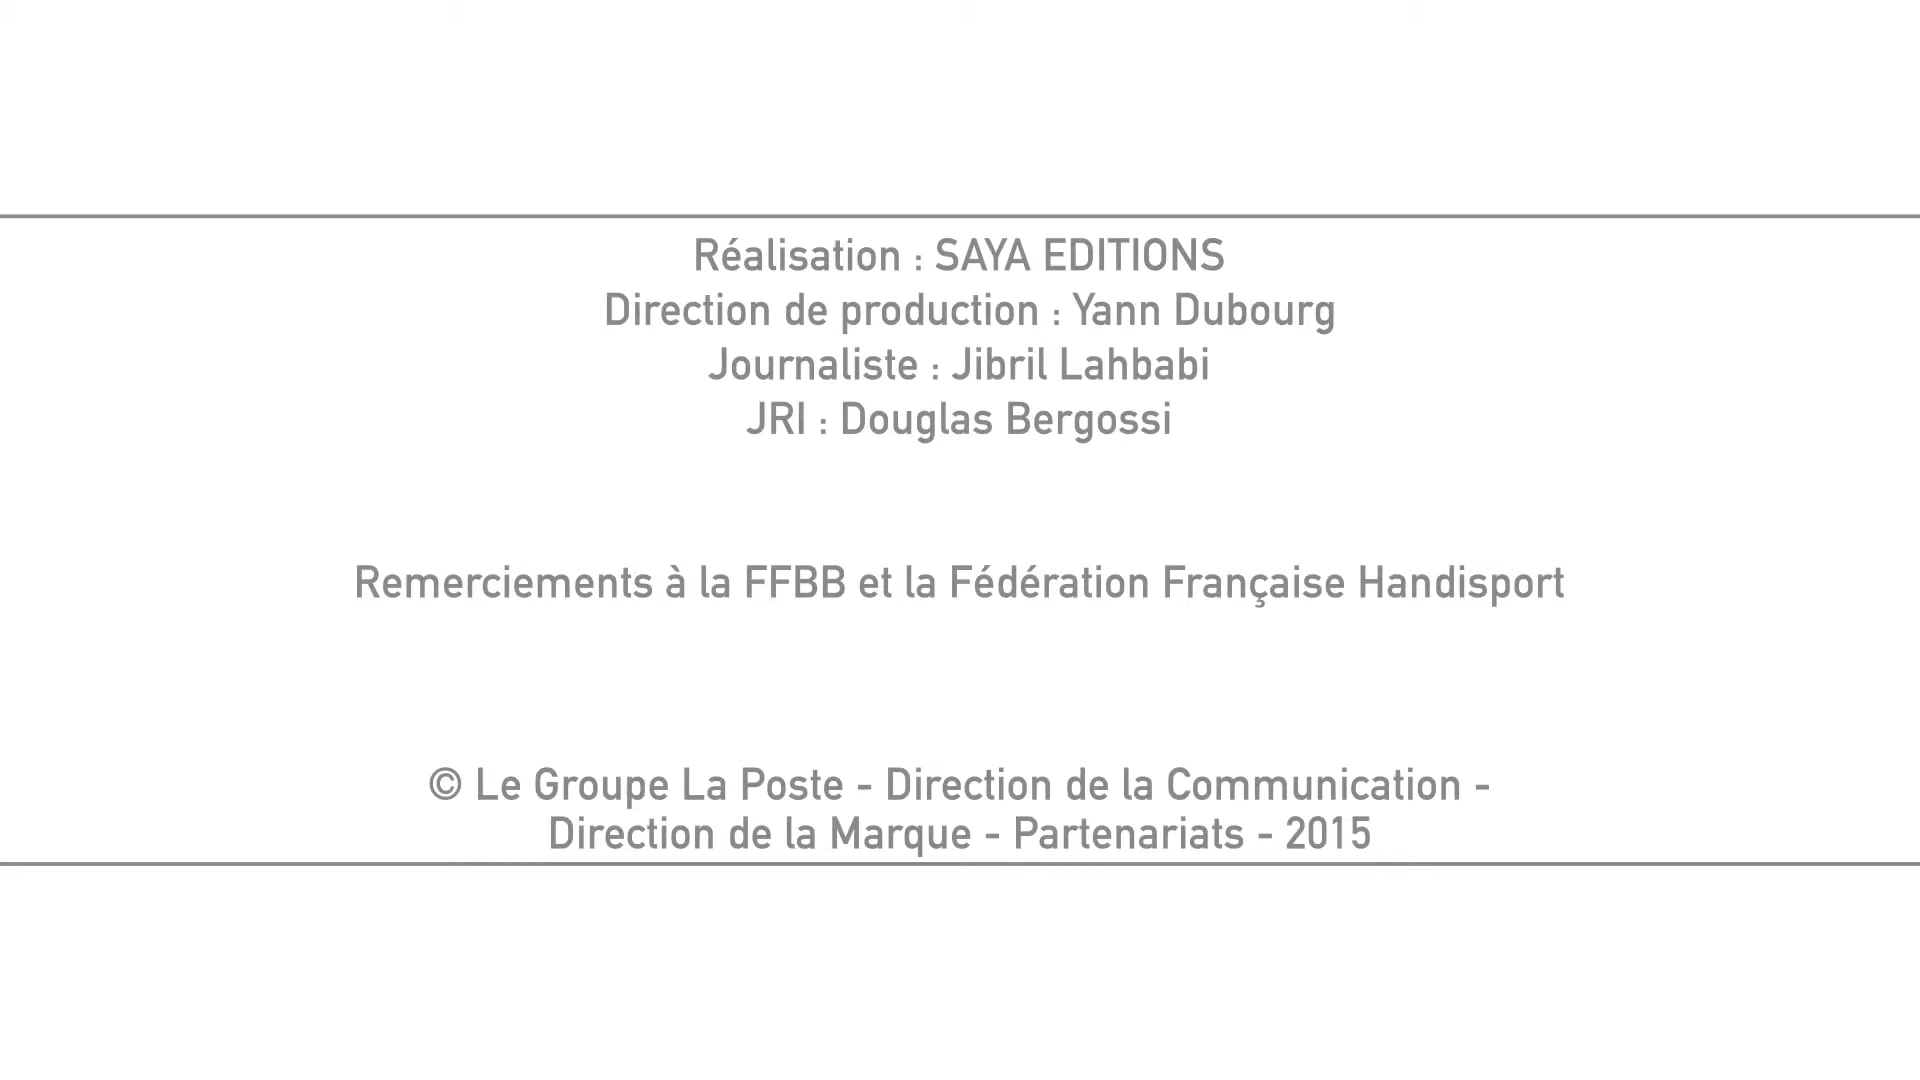 Réalisation : SAYA EDITIONS
Direction de production : Yann Dubourg
Journaliste : Jibril Lahbabi
JRI : Douglas Bergossi
Remerciements à la FFBB et la Fédération Française Handisport
© Le Groupe La Poste - Direction de la Communication -
Direction de la Marque - Partenariats - 2015